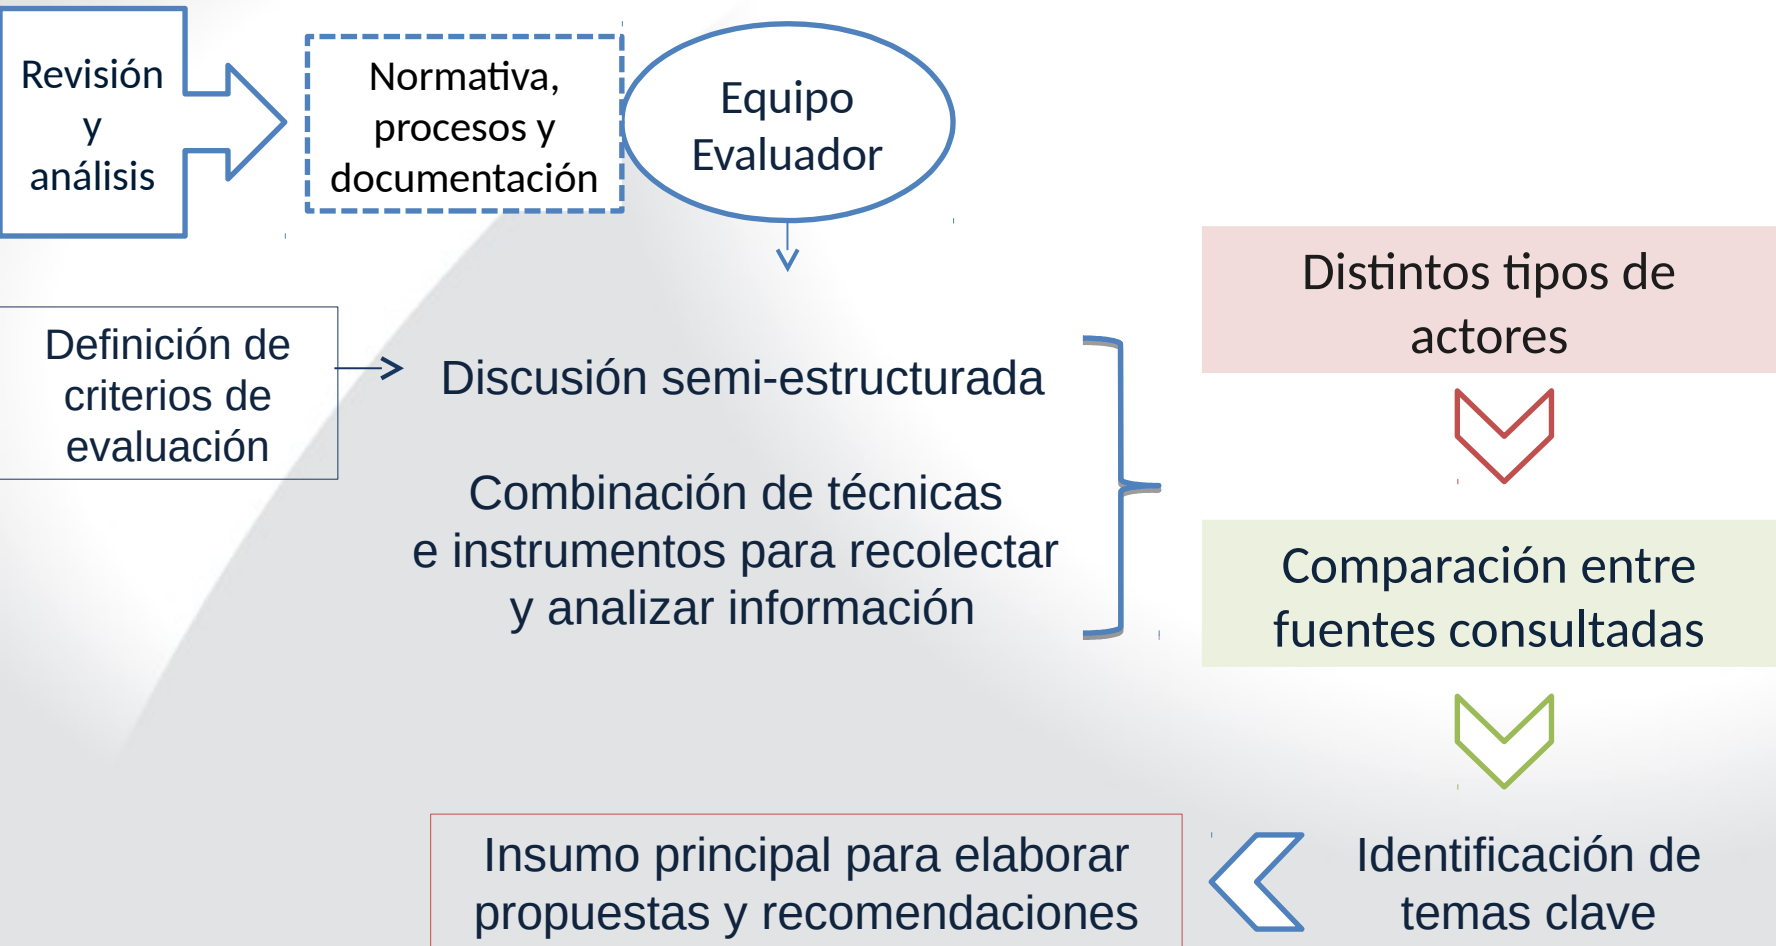 Revisión
y
análisis
Normativa,
procesos y
documentación
Equipo
Evaluador
Definición de
criterios de
evaluación
Discusión semi-estructurada
Combinación de técnicas
e instrumentos para recolectar
y analizar información
Distintos tipos de
actores
Comparación entre
fuentes consultadas
Identificación de
temas clave
Insumo principal para elaborar
propuestas y recomendaciones